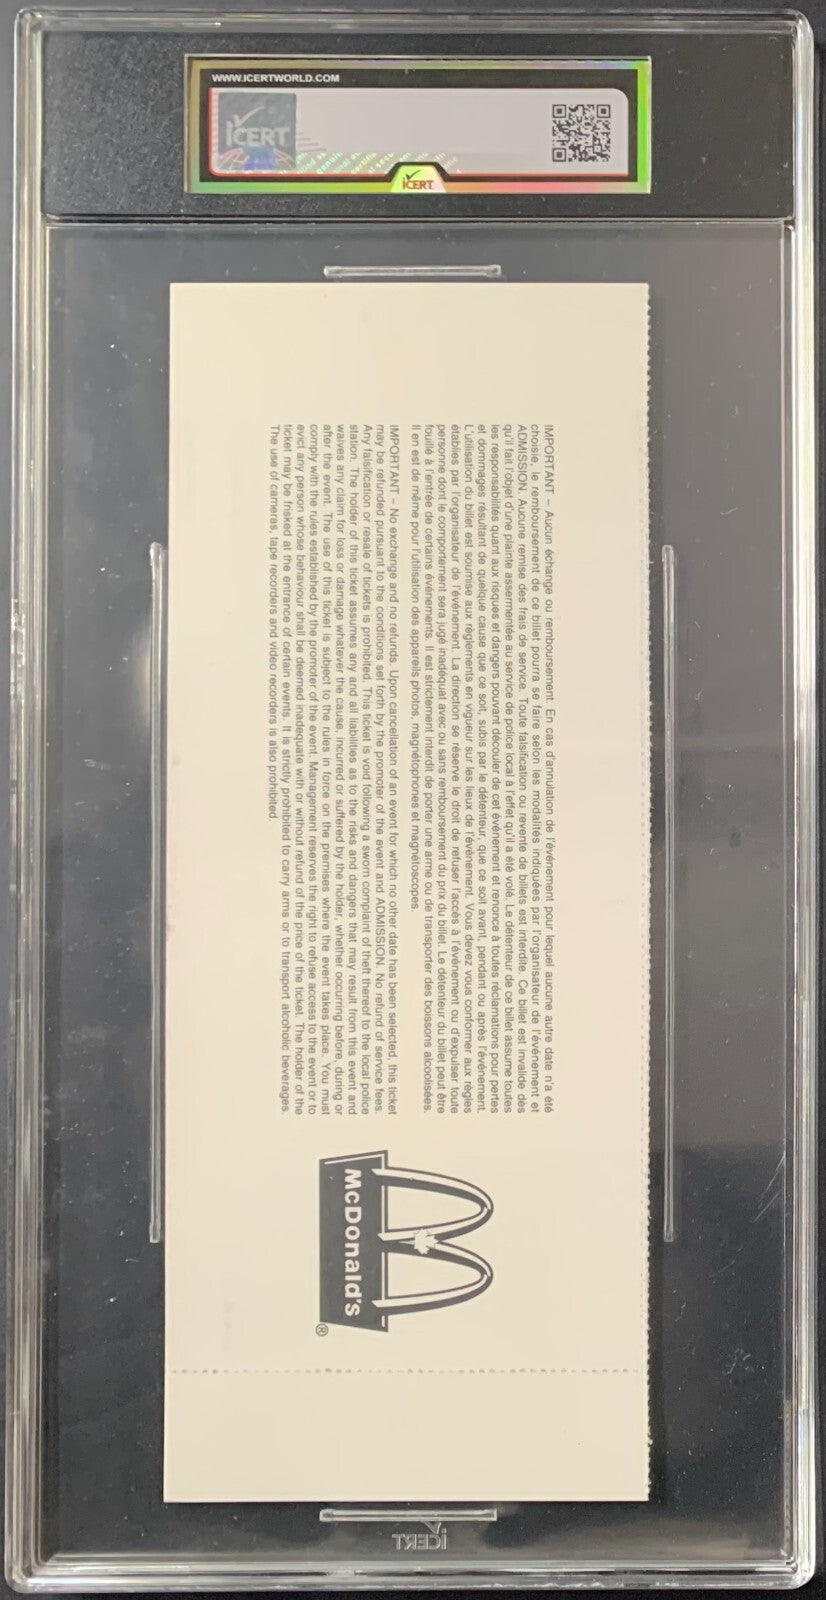 WWW.ICERTWORLD.COM
ICERT
ICERT
IMPORTANT – Aucun échange ou remboursement. En cas d'annulation de l'événement pour lequel aucune autre date n'a été
choisie, le remboursement de ce billet pourra se faire selon les modalités indiquées par l'organisateur de l'événement et
ADMISSION. Aucune remise des frais de service. Toute falsification ou revente de billets est interdite. Ce billet est invalide dès
qu'il fait l'objet d'une plainte assermentée au service de police local à l'effet qu'il a été volé. Le détenteur de ce billet assume toutes
les responsabilités quant aux risques et dangers pouvant découler de cet événement et renonce à toutes réclamations pour pertes
et dommages résultant de quelque cause que ce soit, subis par le détenteur, que ce soit avant, pendant ou après l'événement.
L'utilisation du billet est soumise aux règlements en vigueur sur les lieux de l'événement. Vous devez vous conformer aux règles
établies par l'organisateur de l'événement. La direction se réserve le droit de refuser l'accès à l'événement ou d'expulser toute
personne dont le comportement sera jugé inadéquat avec ou sans remboursement du prix du billet. Le détenteur du billet peut être
fouillé à l'entrée de certains événements. Il est strictement interdit de porter une arme ou de transporter des boissons alcoolisées.
Il en est de même pour l'utilisation des appareils photos, magnétophones et magnétoscopes.
IMPORTANT – No exchange and no refunds. Upon cancellation of an event for which no other date has been selected, this ticket
may be refunded pursuant to the conditions set forth by the promoter of the event and ADMISSION. No refund of service fees.
Any falsification or resale of tickets is prohibited. This ticket is void following a sworn complaint of theft thereof to the local police
station. The holder of this ticket assumes any and all liabilities as to the risks and dangers that may result from this event and
waives any claim for loss or damage whatever the cause, incurred or suffered by the holder, whether occurring before, during or
after the event. The use of this ticket is subject to the rules in force on the premises where the event takes place. You must
comply with the rules established by the promoter of the event. Management reserves the right to refuse access to the event or to
evict any person whose behaviour shall be deemed inadequate with or without refund of the price of the ticket. The holder of the
ticket may be frisked at the entrance of certain events. It is strictly prohibited to carry arms or to transport alcoholic beverages.
The use of cameras, tape recorders and video recorders is also prohibited.
McDonald's®
ICERT